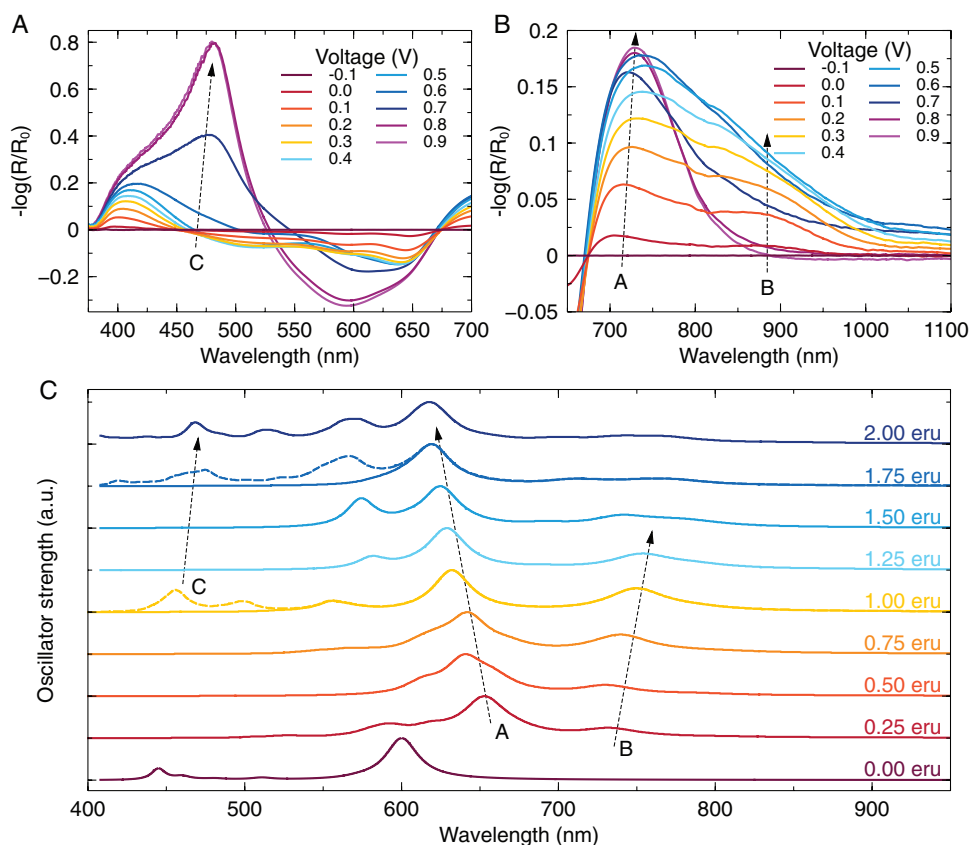 A
Voltage (V)
-0.1 0.5
0.0 0.6
0.1 0.7
0.2 0.8
0.3 0.9
0.4
C
0.8
0.6
0.4
0.2
0
−0.2
-log(R/R0)
400 450 500 550 600 650 700
Wavelength (nm)
B
Voltage (V)
-0.1 0.5
0.0 0.6
0.1 0.7
0.2 0.8
0.3 0.9
0.4
A
B
0.2
0.15
0.1
0.05
0
−0.05
-log(R/R0)
700 800 900 1000 1100
Wavelength (nm)
C
2.00 eru
1.75 eru
1.50 eru
1.25 eru
C
1.00 eru
0.75 eru
0.50 eru
A
B
0.25 eru
0.00 eru
Oscillator strength (a.u.)
400 500 600 700 800 900
Wavelength (nm)